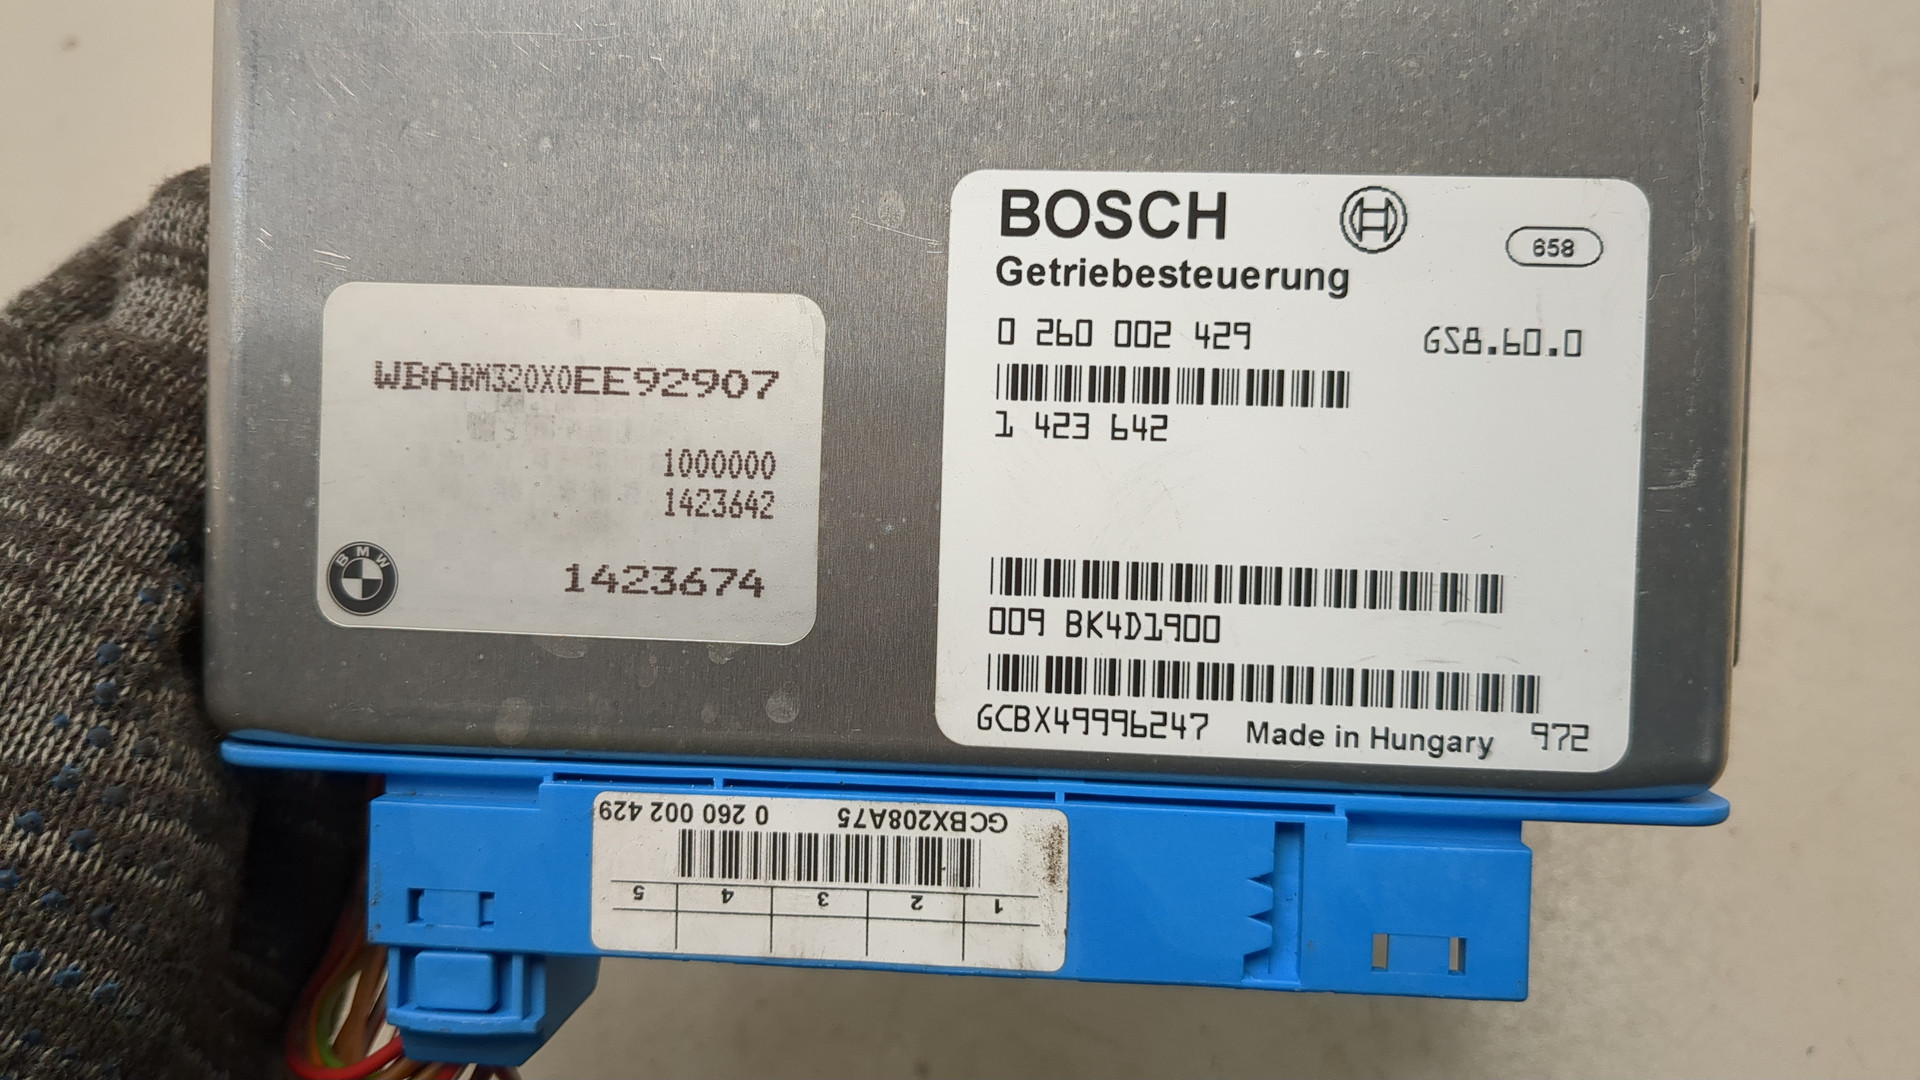 WBABM320X0EE92907
1000000
1423642
BMW
1423674
BOSCH
658
Getriebesteuerung
0 260 002 429 GS8.60.0
1 423 642
009 BK4D1900
GCBX49996247 Made in Hungary 972
GCBX208A75 0 260 002 429
1 2 3 4 5